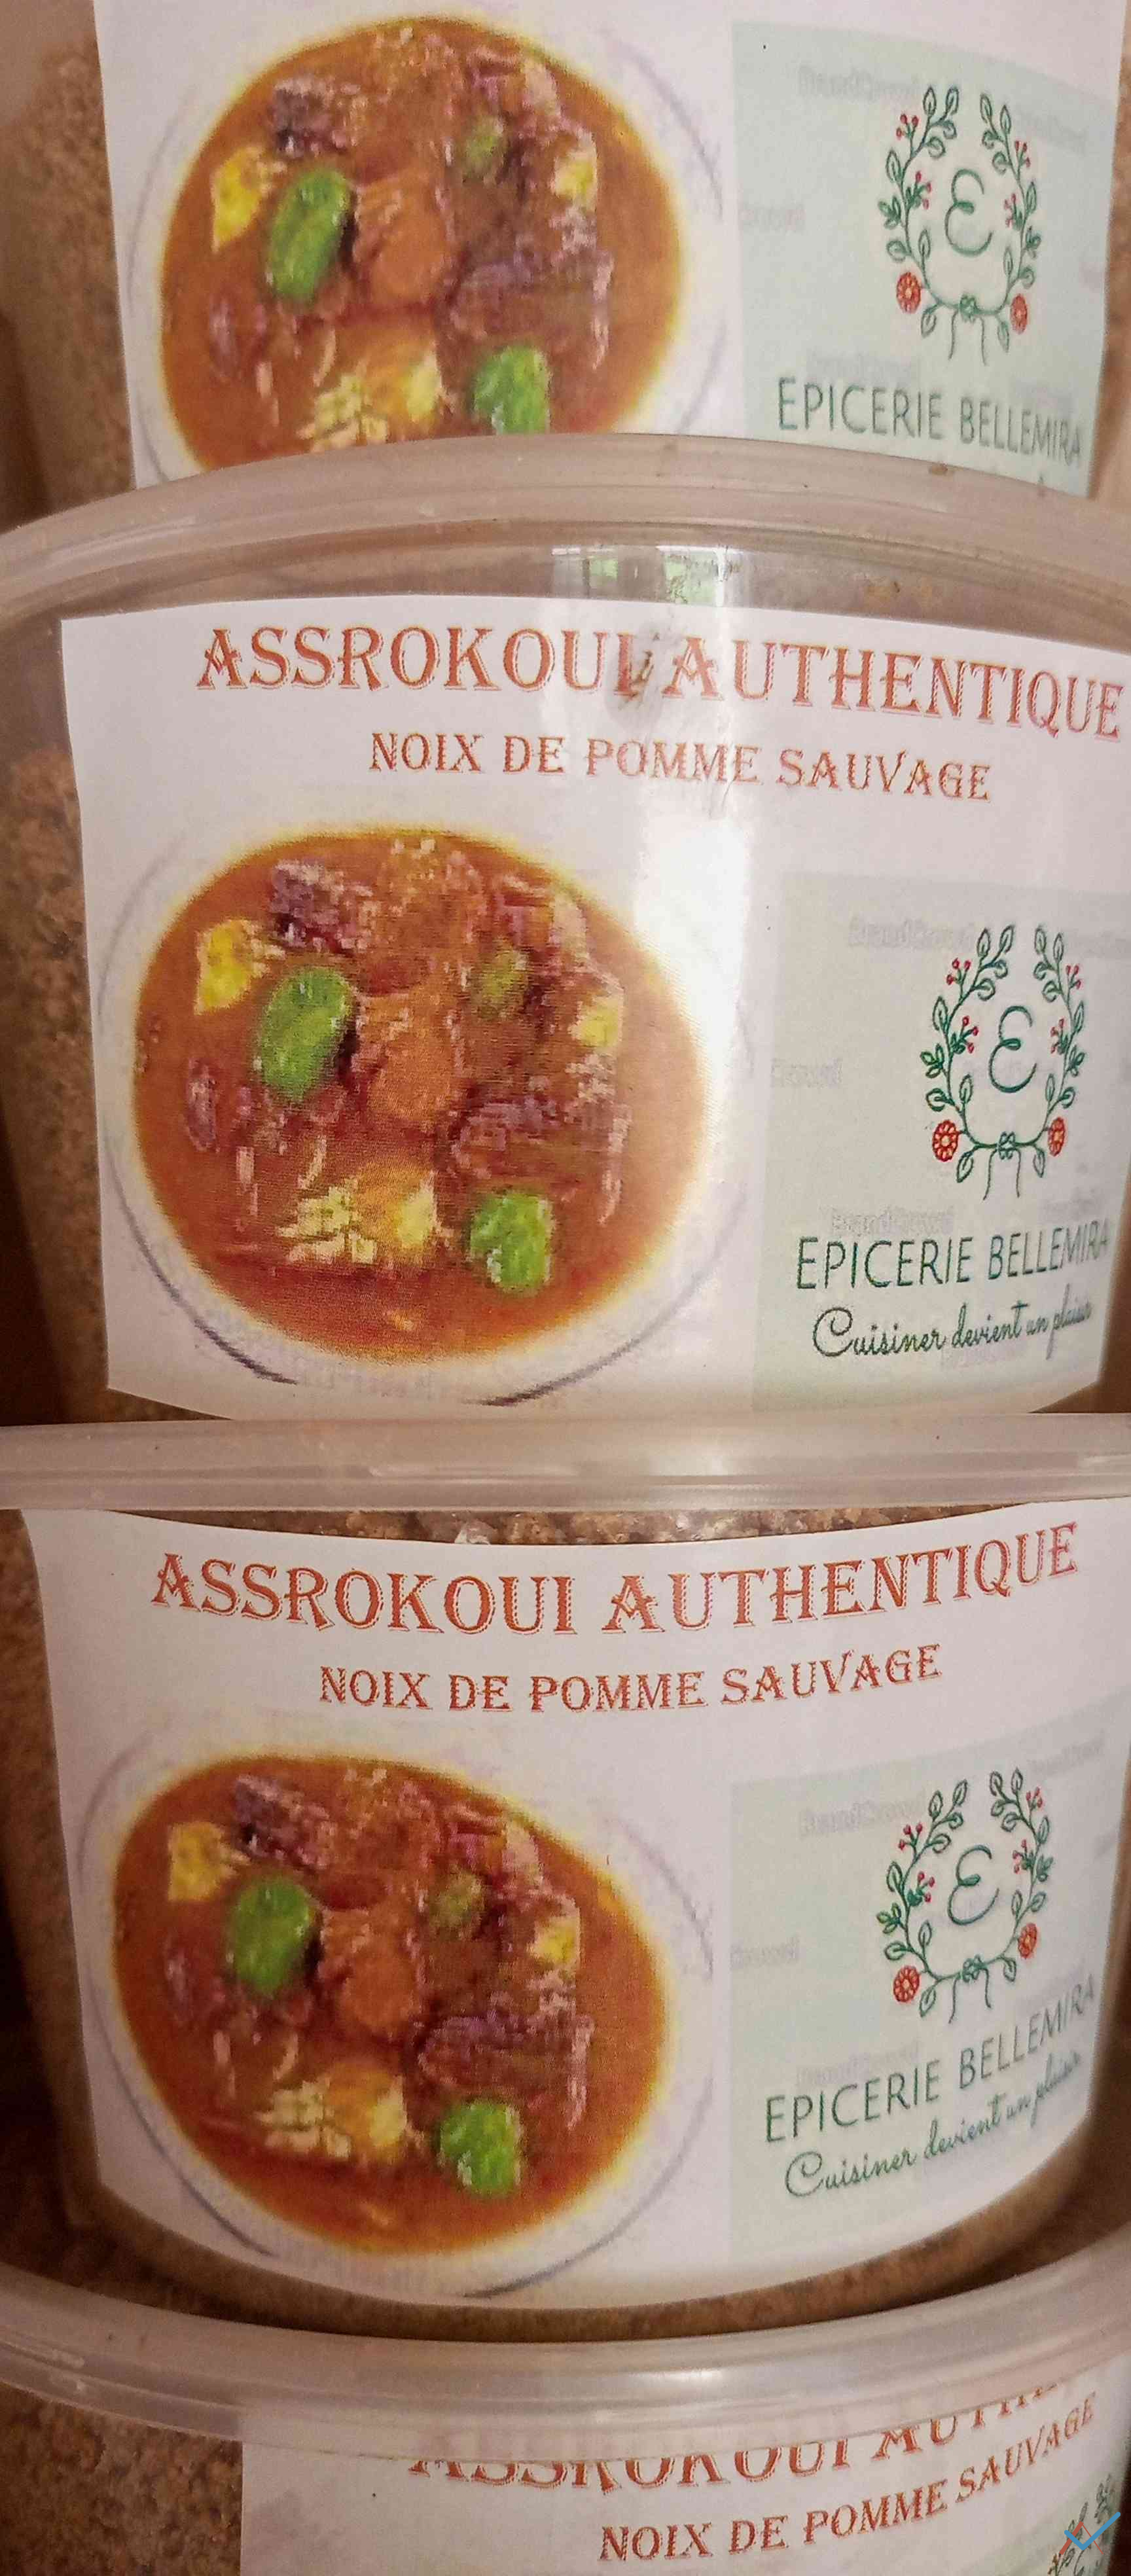 E
EPICERIE BELLEMIRA
ASSROKOUI AUTHENTIQUE
NOIX DE POMME SAUVAGE
E
EPICERIE BELLEMIRA
Cuisiner devient un plaisir
ASSROKOUI AUTHENTIQUE
NOIX DE POMME SAUVAGE
E
EPICERIE BELLEMIRA
Cuisiner devient un plaisir
ASSROKOUI
NOIX DE POMME SAUVAGE